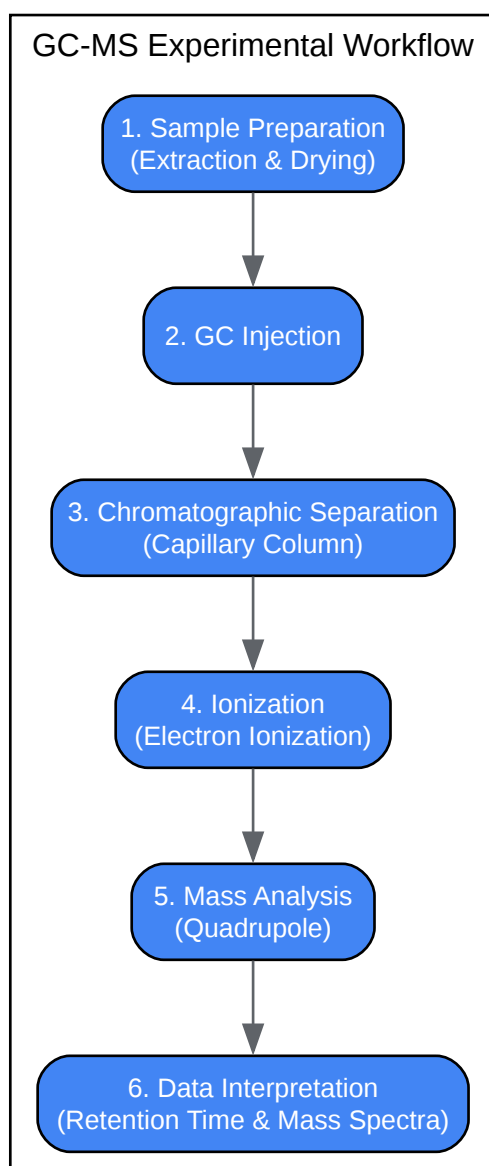 GC-MS Experimental Workflow
1. Sample Preparation
(Extraction & Drying)
2. GC Injection
3. Chromatographic Separation
(Capillary Column)
4. Ionization
(Electron Ionization)
5. Mass Analysis
(Quadrupole)
6. Data Interpretation
(Retention Time & Mass Spectra)